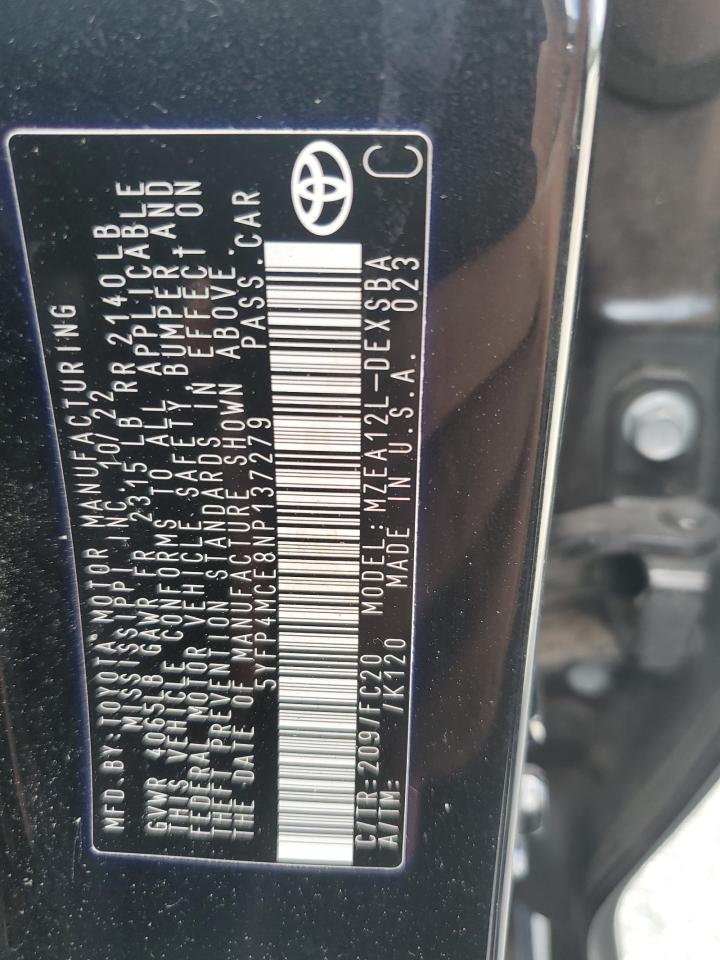 MFD. BY: TOYOTA MOTOR MANUFACTURING
MISSISSIPPI INC. 10/22
GVWR 4065LB GAWR FR 2315 LB RR 2140LB
THIS VEHICLE CONFORMS TO ALL APPLICABLE
FEDERAL MOTOR VEHICLE SAFETY, BUMPER AND
THEFT PREVENTION STANDARDS IN EFFECT ON
THE DATE OF MANUFACTURE SHOWN ABOVE.
5YFP4MCE8NP137279 PASS.CAR
C/TR:209/FC20 MODEL:MZEA12L-DEXSBA
A/TM: /K120 MADE IN U.S.A. 023 C